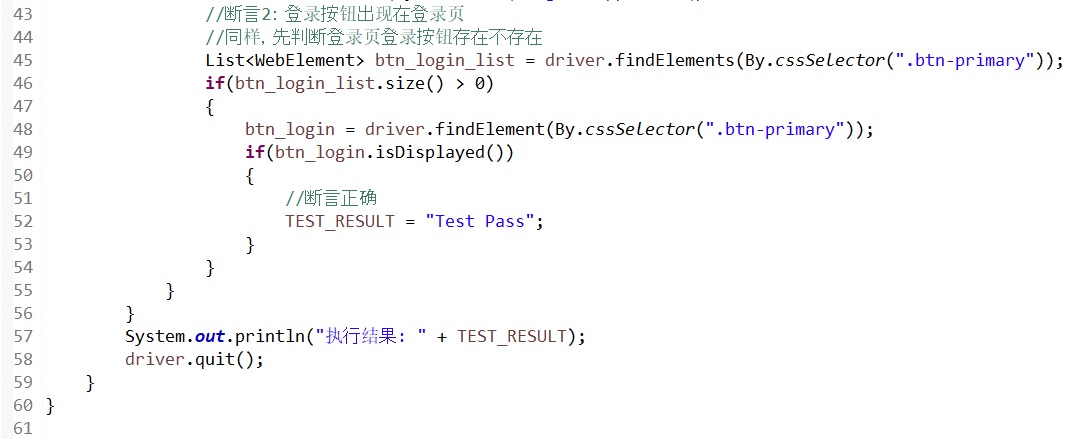 43 //断言2: 登录按钮出现在登录页
44 //同样, 先判断登录页登录按钮存在不存在
45 List<WebElement> btn_login_list = driver.findElements(By.cssSelector(".btn-primary"));
46 if(btn_login_list.size() > 0)
47 {
48 btn_login = driver.findElement(By.cssSelector(".btn-primary"));
49 if(btn_login.isDisplayed())
50 {
51 //断言正确
52 TEST_RESULT = "Test Pass";
53 }
54 }
55 }
56 }
57 System.out.println("执行结果: " + TEST_RESULT);
58 driver.quit();
59 }
60 }
61